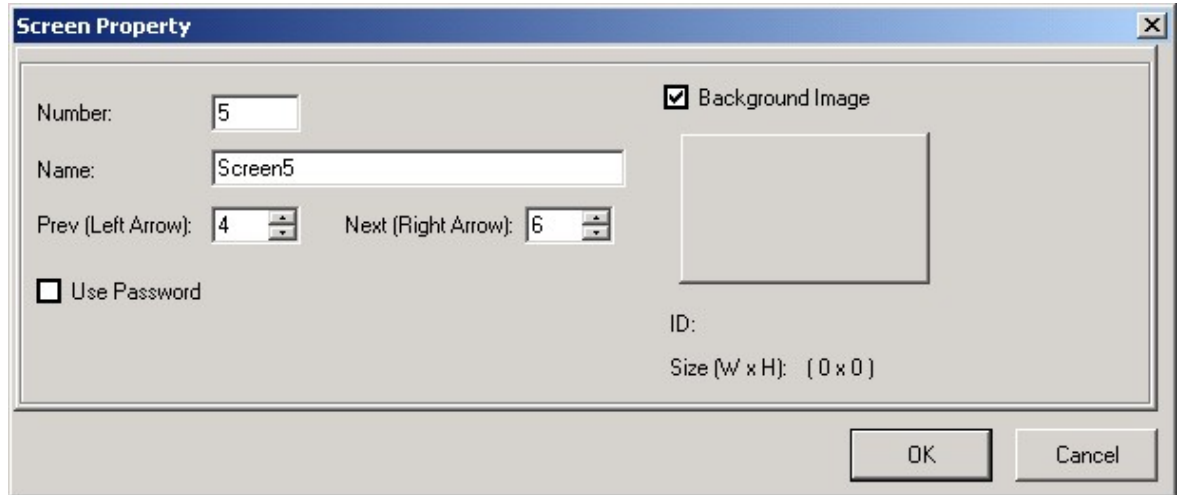 Screen Property
Number: 5
Name: Screen5
Prev (Left Arrow): 4 Next (Right Arrow): 6
Use Password
Background Image
ID:
Size (W x H): ( 0 x 0 )
OK Cancel